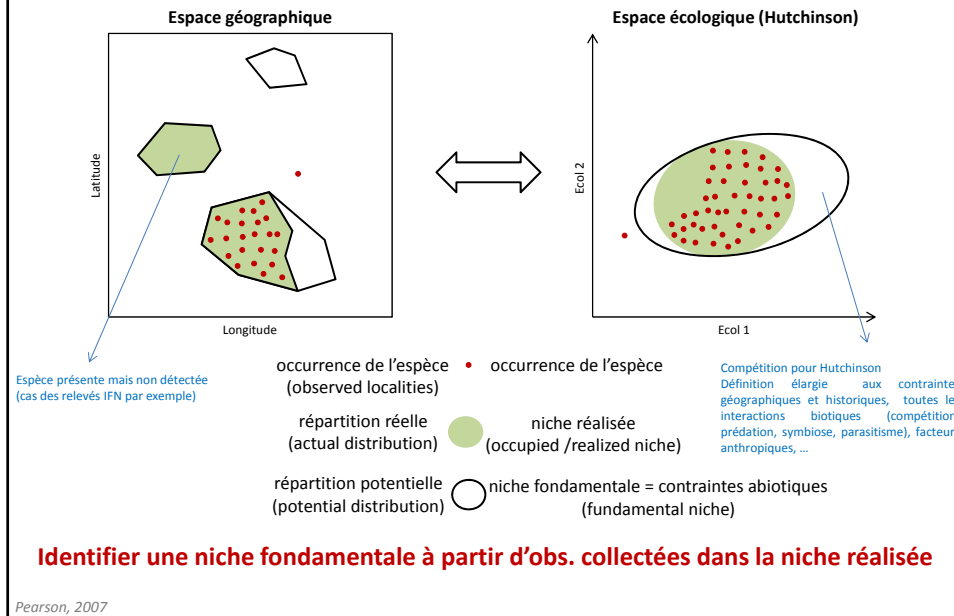 Espace géographique
Espace écologique (Hutchinson)
Latitude
Longitude
Ecol 2
Ecol 1
Espèce présente mais non détectée
(cas des relevés IFN par exemple)
occurrence de l'espèce
(observed localities)
occurrence de l'espèce
répartition réelle
(actual distribution)
niche réalisée
(occupied /realized niche)
répartition potentielle
(potential distribution)
niche fondamentale = contraintes abiotiques
(fundamental niche)
Compétition pour Hutchinson
Définition élargie aux contrainte
géographiques et historiques, toutes le
interactions biotiques (compétition
prédation, symbiose, parasitisme), facteur
anthropiques, ...
Identifier une niche fondamentale à partir d'obs. collectées dans la niche réalisée
Pearson, 2007